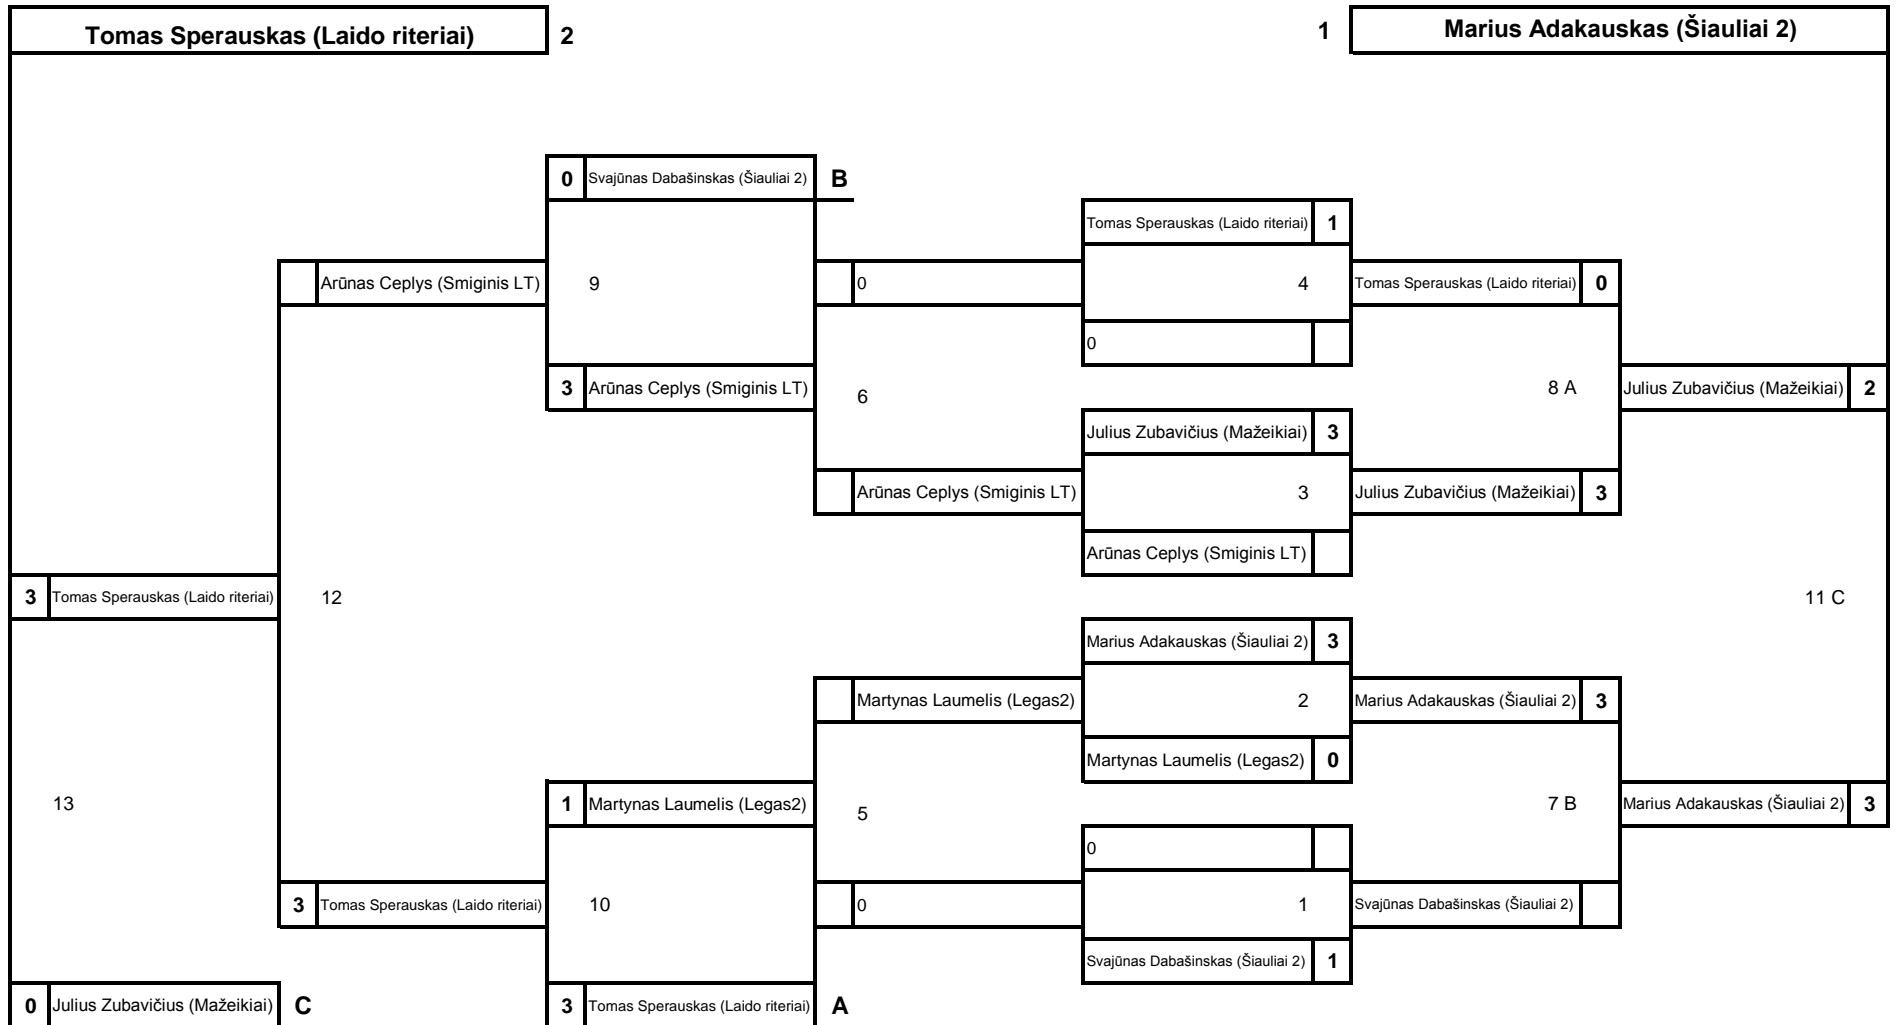 Tomas Sperauskas (Laido riteriai) 2 1 Marius Adakauskas (Šiauliai 2)
0 Svajūnas Dabašinskas (Šiauliai 2) B
Tomas Sperauskas (Laido riteriai) 1
Arūnas Ceplys (Smiginis LT) 9 0 4 Tomas Sperauskas (Laido riteriai) 0
0
3 Arūnas Ceplys (Smiginis LT) 6 8 A Julius Zubavičius (Mažeikiai) 2
Julius Zubavičius (Mažeikiai) 3
Arūnas Ceplys (Smiginis LT) 3 Julius Zubavičius (Mažeikiai) 3
Arūnas Ceplys (Smiginis LT)
3 Tomas Sperauskas (Laido riteriai) 12 11 C
Marius Adakauskas (Šiauliai 2) 3
Martynas Laumelis (Legas2) 2 Marius Adakauskas (Šiauliai 2) 3
Martynas Laumelis (Legas2) 0
13 1 Martynas Laumelis (Legas2) 5 7 B Marius Adakauskas (Šiauliai 2) 3
0
3 Tomas Sperauskas (Laido riteriai) 10 0 1 Svajūnas Dabašinskas (Šiauliai 2)
Svajūnas Dabašinskas (Šiauliai 2) 1
0 Julius Zubavičius (Mažeikiai) C 3 Tomas Sperauskas (Laido riteriai) A